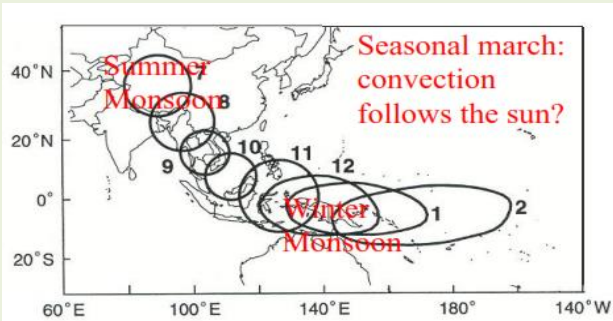 Seasonal march:
convection
follows the sun?
Summer
Monsoon
Winter
Monsoon
7
8
9
10
11
12
1
2
40°N
20°N
0°
20°S
60°E
100°E
140°E
180°
140°W